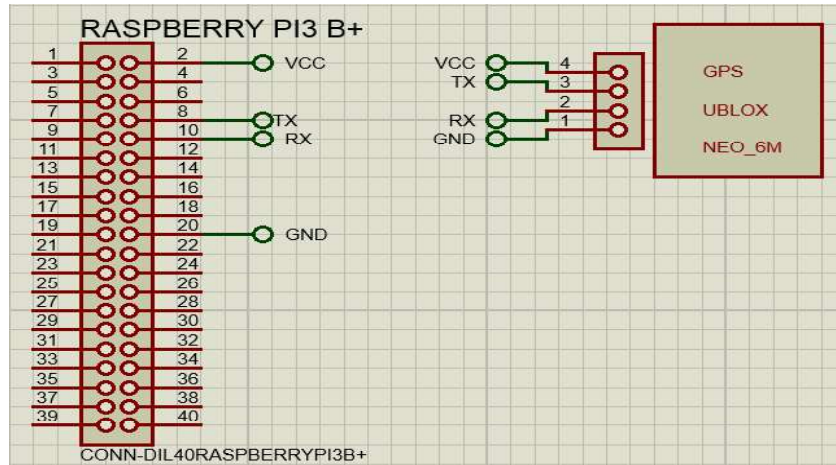 RASPBERRY PI3 B+
1 2 VCC
3 4
5 6
7 8 TX
9 10 RX
11 12
13 14
15 16
17 18
19 20 GND
21 22
23 24
25 26
27 28
29 30
31 32
33 34
35 36
37 38
39 40
CONN-DIL40RASPBERRYPI3B+
VCC 4
TX 3
RX 2
GND 1
GPS
UBLOX
NEO_6M